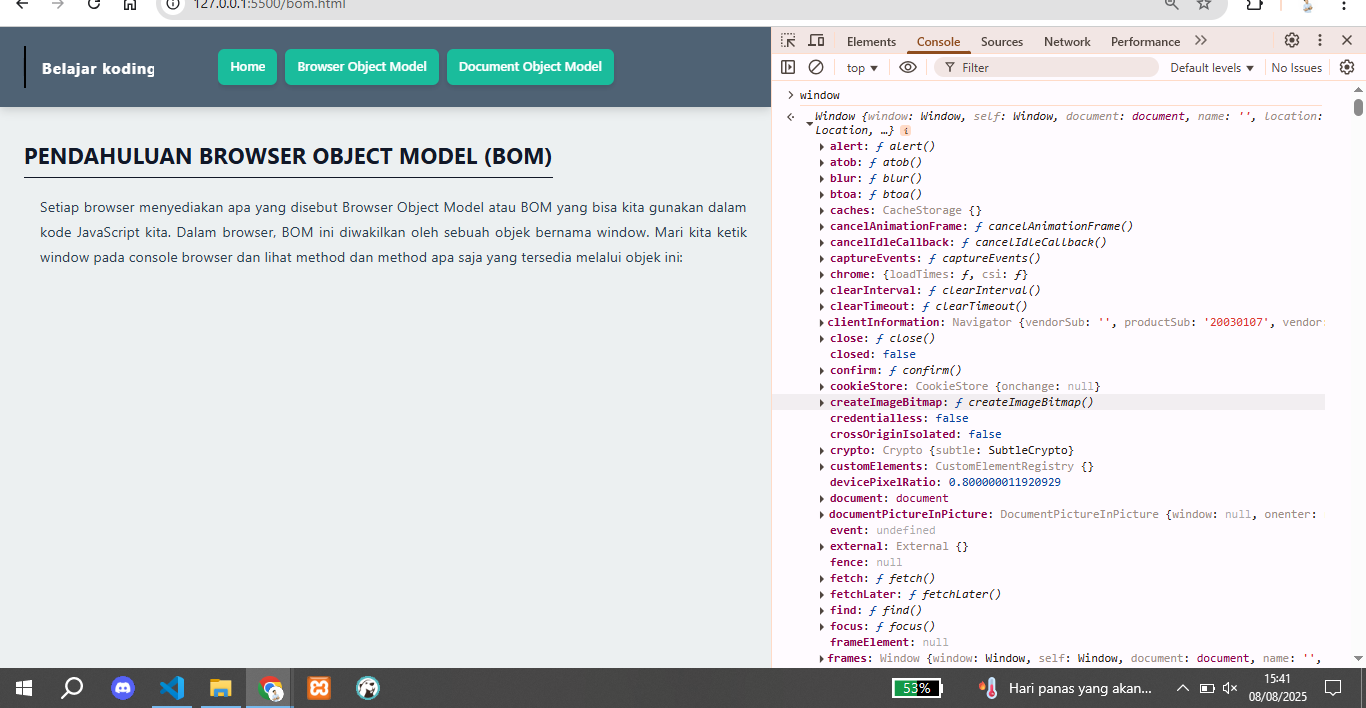 127.0.0.1:5500/bom.html
Belajar koding
Home
Browser Object Model
Document Object Model
PENDAHULUAN BROWSER OBJECT MODEL (BOM)
Setiap browser menyediakan apa yang disebut Browser Object Model atau BOM yang bisa kita gunakan dalam
kode JavaScript kita. Dalam browser, BOM ini diwakilkan oleh sebuah objek bernama window. Mari kita ketik
window pada console browser dan lihat method dan method apa saja yang tersedia melalui objek ini:
Elements
Console
Sources
Network
Performance
top
Filter
Default levels
No Issues
window
Window {window: Window, self: Window, document: document, name: '', location:
Location, …} i
alert: ƒ alert()
atob: ƒ atob()
blur: ƒ blur()
btoa: ƒ btoa()
caches: CacheStorage {}
cancelAnimationFrame: ƒ cancelAnimationFrame()
cancelIdleCallback: ƒ cancelIdleCallback()
captureEvents: ƒ captureEvents()
chrome: {loadTimes: ƒ, csi: ƒ}
clearInterval: ƒ clearInterval()
clearTimeout: ƒ clearTimeout()
clientInformation: Navigator {vendorSub: '', productSub: '20030107', vendor:
close: ƒ close()
closed: false
confirm: ƒ confirm()
cookieStore: CookieStore {onchange: null}
createImageBitmap: ƒ createImageBitmap()
credentialless: false
crossOriginIsolated: false
crypto: Crypto {subtle: SubtleCrypto}
customElements: CustomElementRegistry {}
devicePixelRatio: 0.800000011920929
document: document
documentPictureInPicture: DocumentPictureInPicture {window: null, onenter:
event: undefined
external: External {}
fence: null
fetch: ƒ fetch()
fetchLater: ƒ fetchLater()
find: ƒ find()
focus: ƒ focus()
frameElement: null
frames: Window {window: Window, self: Window, document: document, name: '',
53%
Hari panas yang akan...
15:41
08/08/2025